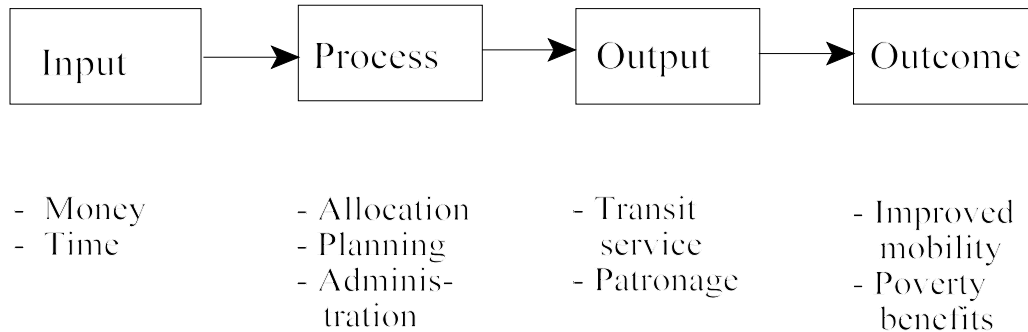 Input
Process
Output
Outcome
- Money
- Time
- Allocation
- Planning
- Adminis-
tration
- Transit
service
- Patronage
- Improved
mobility
- Poverty
benefits